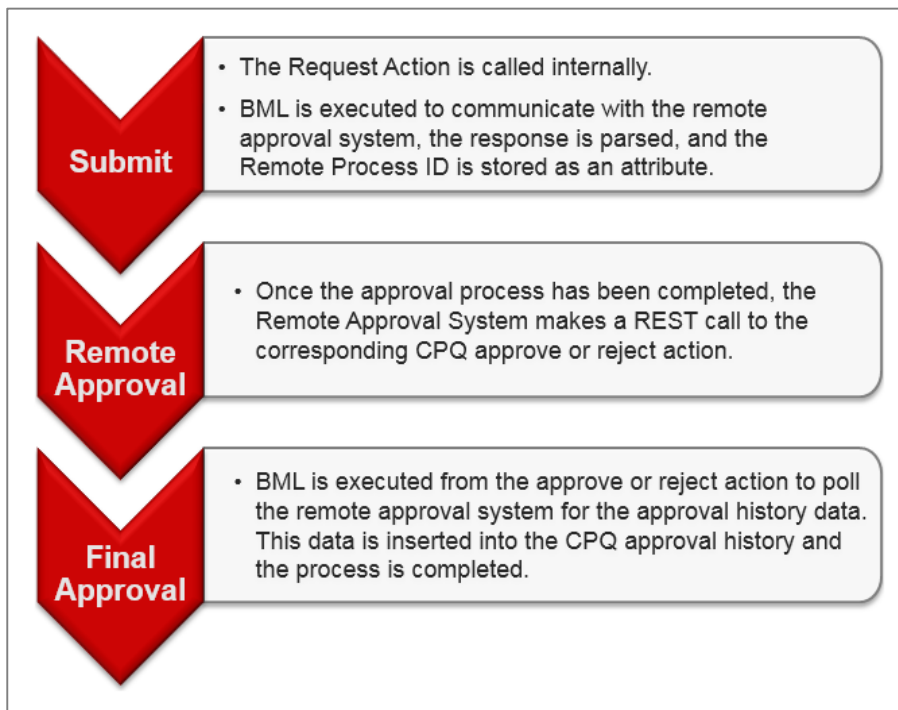 Submit
• The Request Action is called internally.
• BML is executed to communicate with the remote
approval system, the response is parsed, and the
Remote Process ID is stored as an attribute.
Remote
Approval
• Once the approval process has been completed, the
Remote Approval System makes a REST call to the
corresponding CPQ approve or reject action.
Final
Approval
• BML is executed from the approve or reject action to poll
the remote approval system for the approval history data.
This data is inserted into the CPQ approval history and
the process is completed.